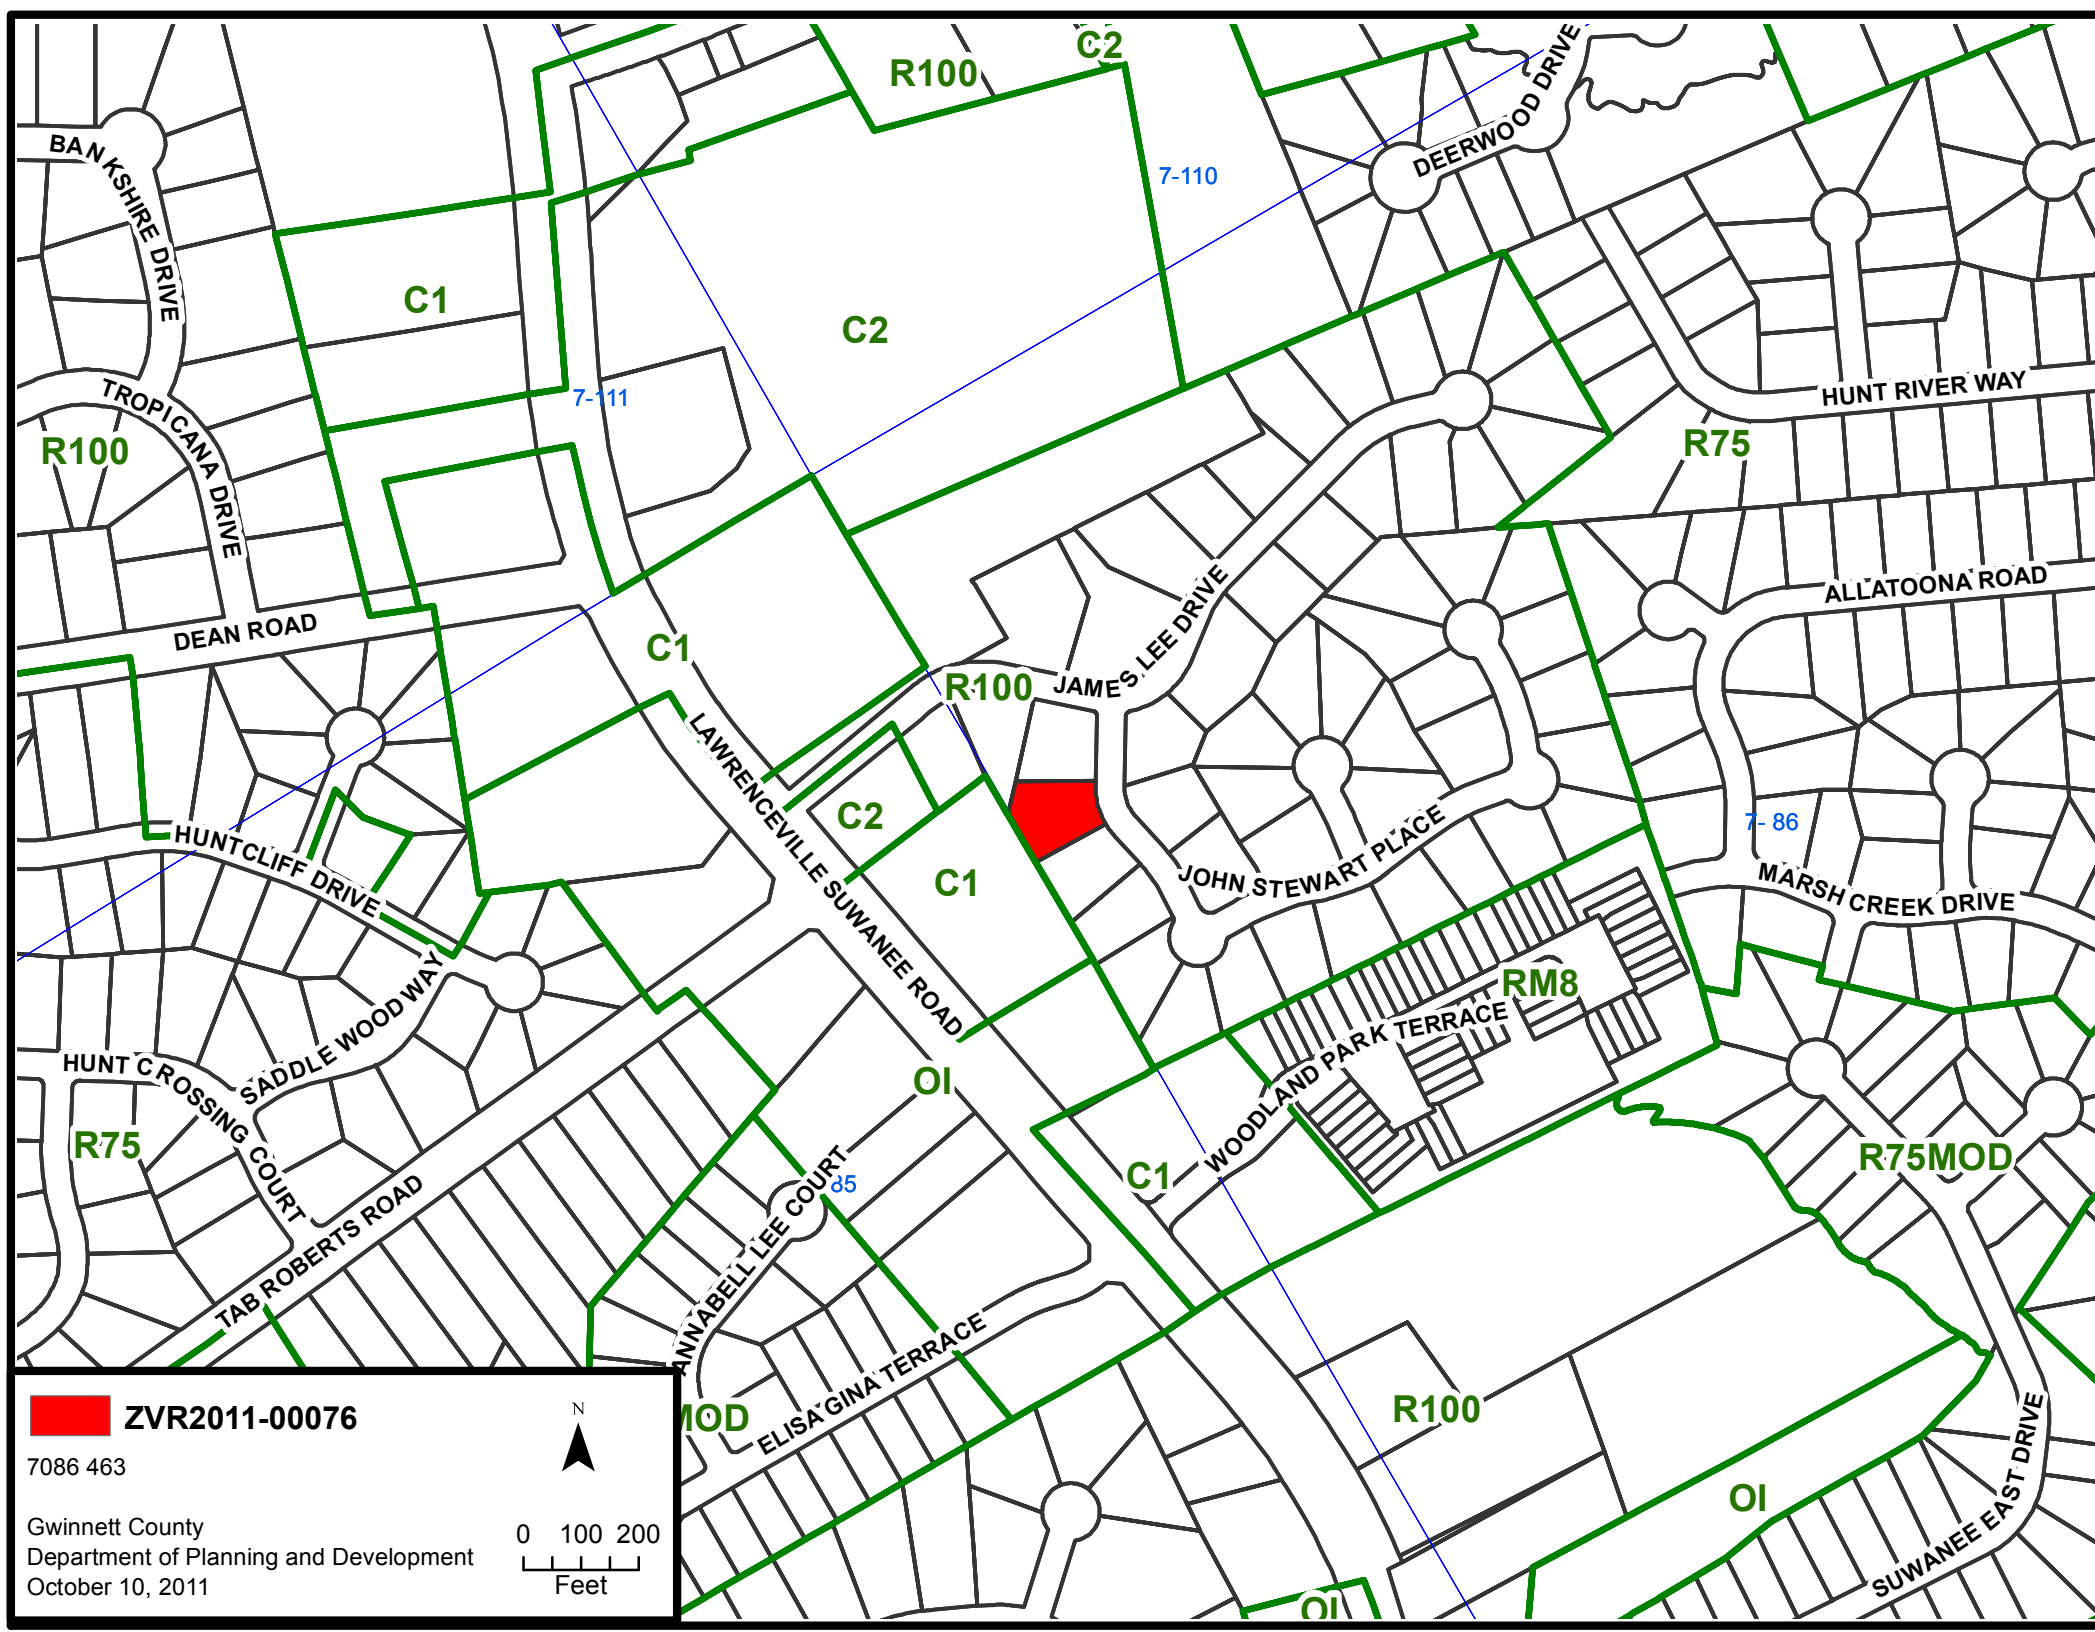 C2
R100
DEERWOOD DRIVE
BANKSHIRE DRIVE
7-110
C1
C2
7-111
TROPICANA DRIVE
HUNT RIVER WAY
R100
R75
ALLATOONA ROAD
DEAN ROAD
C1
JAMES LEE DRIVE
R100
LAWRENCEVILLE SUWANEE ROAD
C2
7- 86
HUNTCLIFF DRIVE
C1
JOHN STEWART PLACE
MARSH CREEK DRIVE
RM8
SADDLE WOOD WAY
WOODLAND PARK TERRACE
HUNT CROSSING COURT
OI
R75
R75MOD
C1
85
ANNABELL LEE COURT
TAB ROBERTS ROAD
ELISA GINA TERRACE
R100
MOD
OI
SUWANEE EAST DRIVE
OI
ZVR2011-00076
N
7086 463
Gwinnett County
Department of Planning and Development
October 10, 2011
0 100 200
Feet